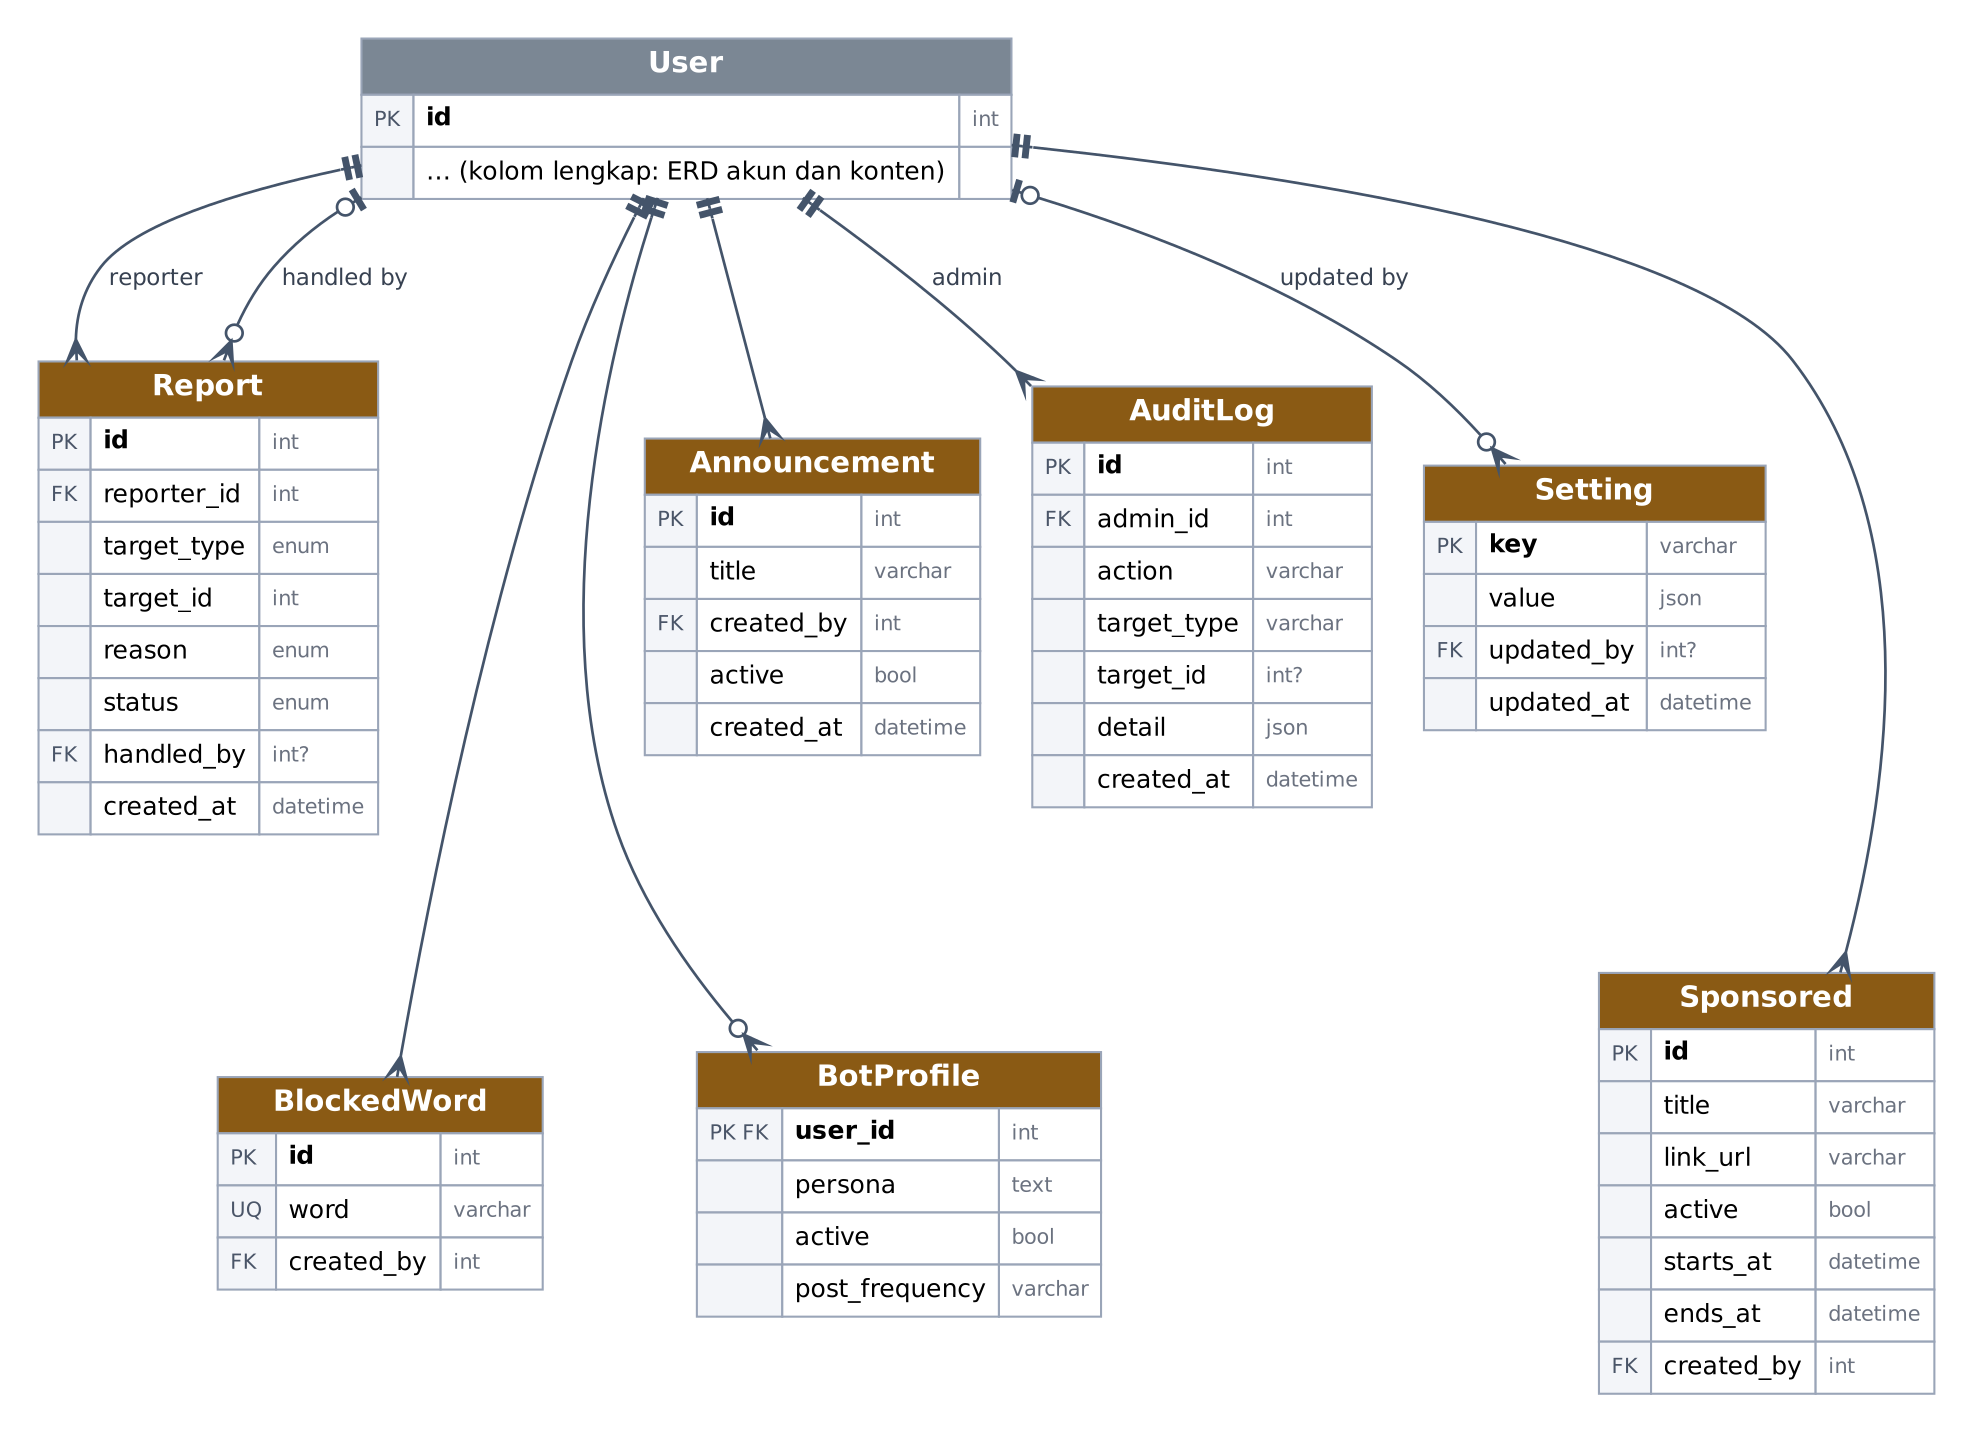 User
PK id int
... (kolom lengkap: ERD akun dan konten)
reporter
handled by
admin
updated by
Report
PK id int
FK reporter_id int
target_type enum
target_id int
reason enum
status enum
FK handled_by int?
created_at datetime
Announcement
PK id int
title varchar
FK created_by int
active bool
created_at datetime
AuditLog
PK id int
FK admin_id int
action varchar
target_type varchar
target_id int?
detail json
created_at datetime
Setting
PK key varchar
value json
FK updated_by int?
updated_at datetime
BlockedWord
PK id int
UQ word varchar
FK created_by int
BotProfile
PK FK user_id int
persona text
active bool
post_frequency varchar
Sponsored
PK id int
title varchar
link_url varchar
active bool
starts_at datetime
ends_at datetime
FK created_by int